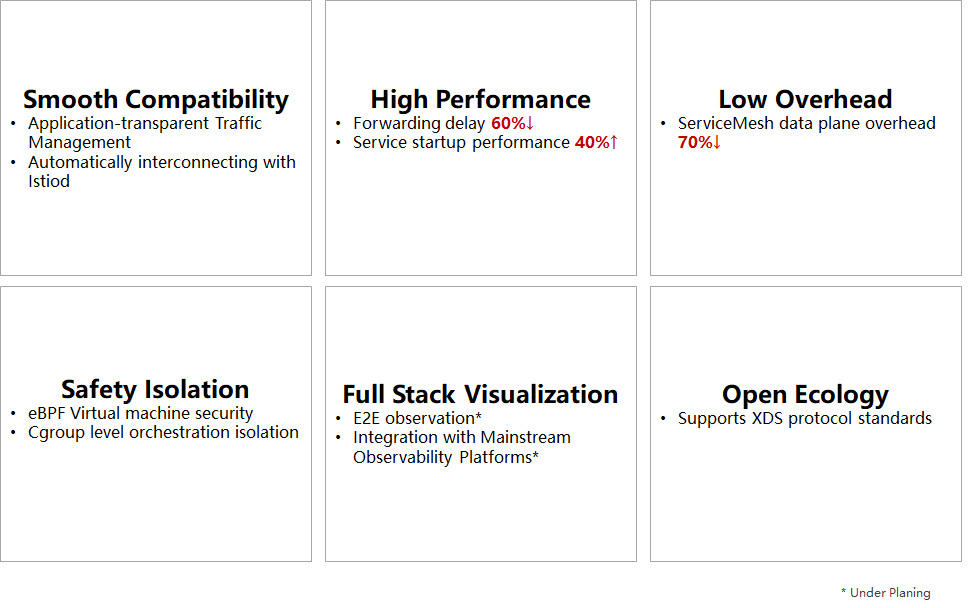 Smooth Compatibility
• Application-transparent Traffic
Management
• Automatically interconnecting with
Istiod
High Performance
• Forwarding delay 60%↓
• Service startup performance 40%↑
Low Overhead
• ServiceMesh data plane overhead
70%↓
Safety Isolation
• eBPF Virtual machine security
• Cgroup level orchestration isolation
Full Stack Visualization
• E2E observation*
• Integration with Mainstream
Observability Platforms*
Open Ecology
• Supports XDS protocol standards
* Under Planing